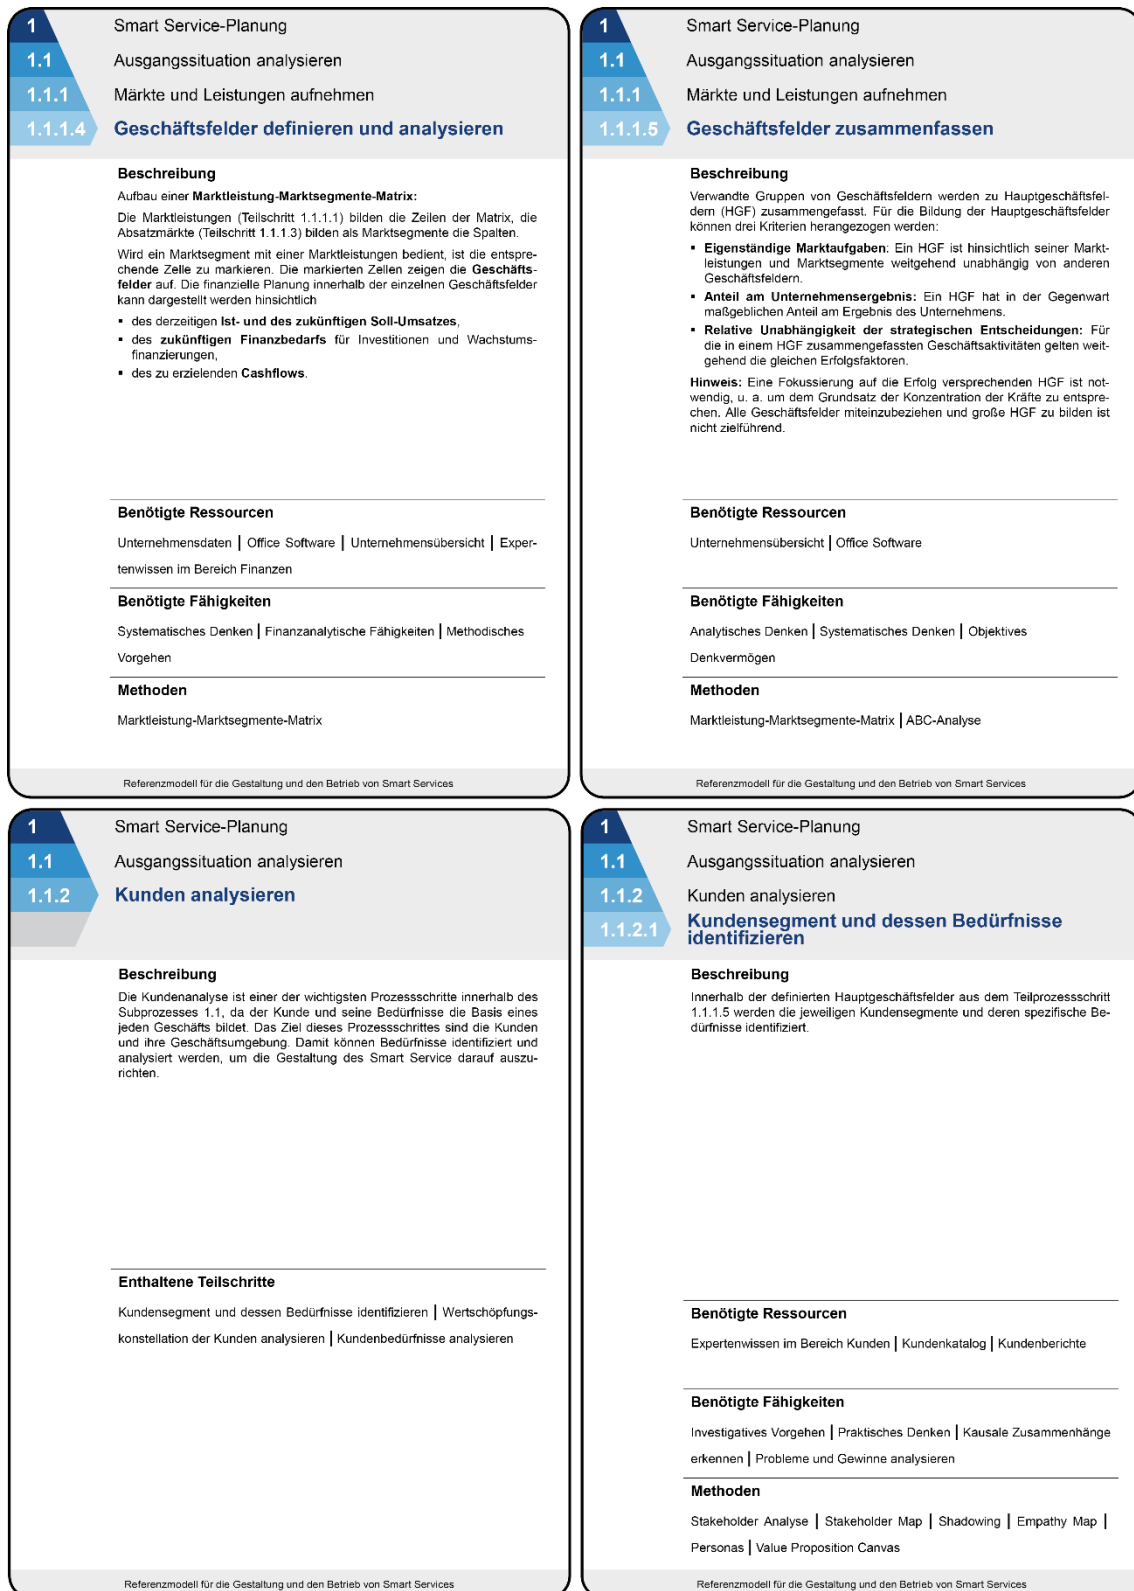 1 Smart Service-Planung
1.1 Ausgangssituation analysieren
1.1.1 Märkte und Leistungen aufnehmen
1.1.1.4 Geschäftsfelder definieren und analysieren
Beschreibung
Aufbau einer Marktleistung-Marktsegmente-Matrix:
Die Marktleistungen (Teilschritt 1.1.1.1) bilden die Zeilen der Matrix, die
Absatzmärkte (Teilschritt 1.1.1.3) bilden als Marktsegmente die Spalten.
Wird ein Marktsegment mit einer Marktleistungen bedient, ist die entspre-
chende Zelle zu markieren. Die markierten Zellen zeigen die Geschäfts-
felder auf. Die finanzielle Planung innerhalb der einzelnen Geschäftsfelder
kann dargestellt werden hinsichtlich
▪ des derzeitigen Ist- und des zukünftigen Soll-Umsatzes,
▪ des zukünftigen Finanzbedarfs für Investitionen und Wachstums-
finanzierungen,
▪ des zu erzielenden Cashflows.
Benötigte Ressourcen
Unternehmensdaten | Office Software | Unternehmensübersicht | Exper-
tenwissen im Bereich Finanzen
Benötigte Fähigkeiten
Systematisches Denken | Finanzanalytische Fähigkeiten | Methodisches
Vorgehen
Methoden
Marktleistung-Marktsegmente-Matrix
Referenzmodell für die Gestaltung und den Betrieb von Smart Services
1 Smart Service-Planung
1.1 Ausgangssituation analysieren
1.1.1 Märkte und Leistungen aufnehmen
1.1.1.5 Geschäftsfelder zusammenfassen
Beschreibung
Verwandte Gruppen von Geschäftsfeldern werden zu Hauptgeschäftsfel-
dern (HGF) zusammengefasst. Für die Bildung der Hauptgeschäftsfelder
können drei Kriterien herangezogen werden:
▪ Eigenständige Marktaufgaben: Ein HGF ist hinsichtlich seiner Markt-
leistungen und Marktsegmente weitgehend unabhängig von anderen
Geschäftsfeldern.
▪ Anteil am Unternehmensergebnis: Ein HGF hat in der Gegenwart
maßgeblichen Anteil am Ergebnis des Unternehmens.
▪ Relative Unabhängigkeit der strategischen Entscheidungen: Für
die in einem HGF zusammengefassten Geschäftsaktivitäten gelten weit-
gehend die gleichen Erfolgsfaktoren.
Hinweis: Eine Fokussierung auf die Erfolg versprechenden HGF ist not-
wendig, u. a. um dem Grundsatz der Konzentration der Kräfte zu entspre-
chen. Alle Geschäftsfelder miteinzubeziehen und große HGF zu bilden ist
nicht zielführend.
Benötigte Ressourcen
Unternehmensübersicht | Office Software
Benötigte Fähigkeiten
Analytisches Denken | Systematisches Denken | Objektives
Denkvermögen
Methoden
Marktleistung-Marktsegmente-Matrix | ABC-Analyse
Referenzmodell für die Gestaltung und den Betrieb von Smart Services
1 Smart Service-Planung
1.1 Ausgangssituation analysieren
1.1.2 Kunden analysieren
Beschreibung
Die Kundenanalyse ist einer der wichtigsten Prozessschritte innerhalb des
Subprozesses 1.1, da der Kunde und seine Bedürfnisse die Basis eines
jeden Geschäfts bildet. Das Ziel dieses Prozessschrittes sind die Kunden
und ihre Geschäftsumgebung. Damit können Bedürfnisse identifiziert und
analysiert werden, um die Gestaltung des Smart Service darauf auszu-
richten.
Enthaltene Teilschritte
Kundensegment und dessen Bedürfnisse identifizieren | Wertschöpfungs-
konstellation der Kunden analysieren | Kundenbedürfnisse analysieren
Referenzmodell für die Gestaltung und den Betrieb von Smart Services
1 Smart Service-Planung
1.1 Ausgangssituation analysieren
1.1.2 Kunden analysieren
1.1.2.1 Kundensegment und dessen Bedürfnisse
identifizieren
Beschreibung
Innerhalb der definierten Hauptgeschäftsfelder aus dem Teilprozessschritt
1.1.1.5 werden die jeweiligen Kundensegmente und deren spezifische Be-
dürfnisse identifiziert.
Benötigte Ressourcen
Expertenwissen im Bereich Kunden | Kundenkatalog | Kundenberichte
Benötigte Fähigkeiten
Investigatives Vorgehen | Praktisches Denken | Kausale Zusammenhänge
erkennen | Probleme und Gewinne analysieren
Methoden
Stakeholder Analyse | Stakeholder Map | Shadowing | Empathy Map |
Personas | Value Proposition Canvas
Referenzmodell für die Gestaltung und den Betrieb von Smart Services